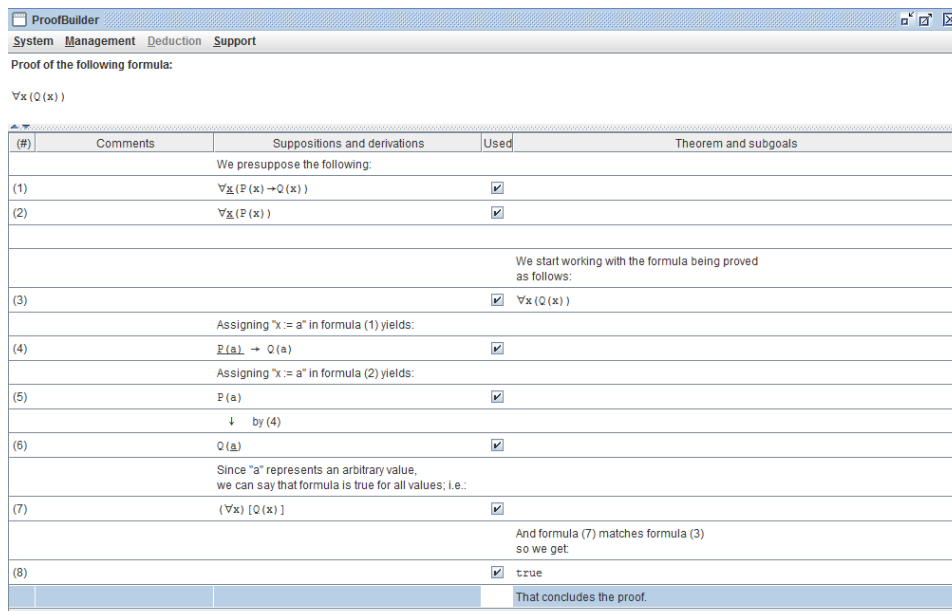 ProofBuilder
System Management Deduction Support
Proof of the following formula:
∀x(Q(x))
(#) Comments Suppositions and derivations Used Theorem and subgoals
We presuppose the following:
(1) ∀x(P(x)→Q(x))
(2) ∀x(P(x))
We start working with the formula being proved
as follows:
(3) ∀x(Q(x))
Assigning "x := a" in formula (1) yields:
(4) P(a) → Q(a)
Assigning "x := a" in formula (2) yields:
(5) P(a)
↓ by (4)
(6) Q(a)
Since "a" represents an arbitrary value,
we can say that formula is true for all values; i.e.:
(7) (∀x)[Q(x)]
And formula (7) matches formula (3)
so we get:
(8) true
That concludes the proof.